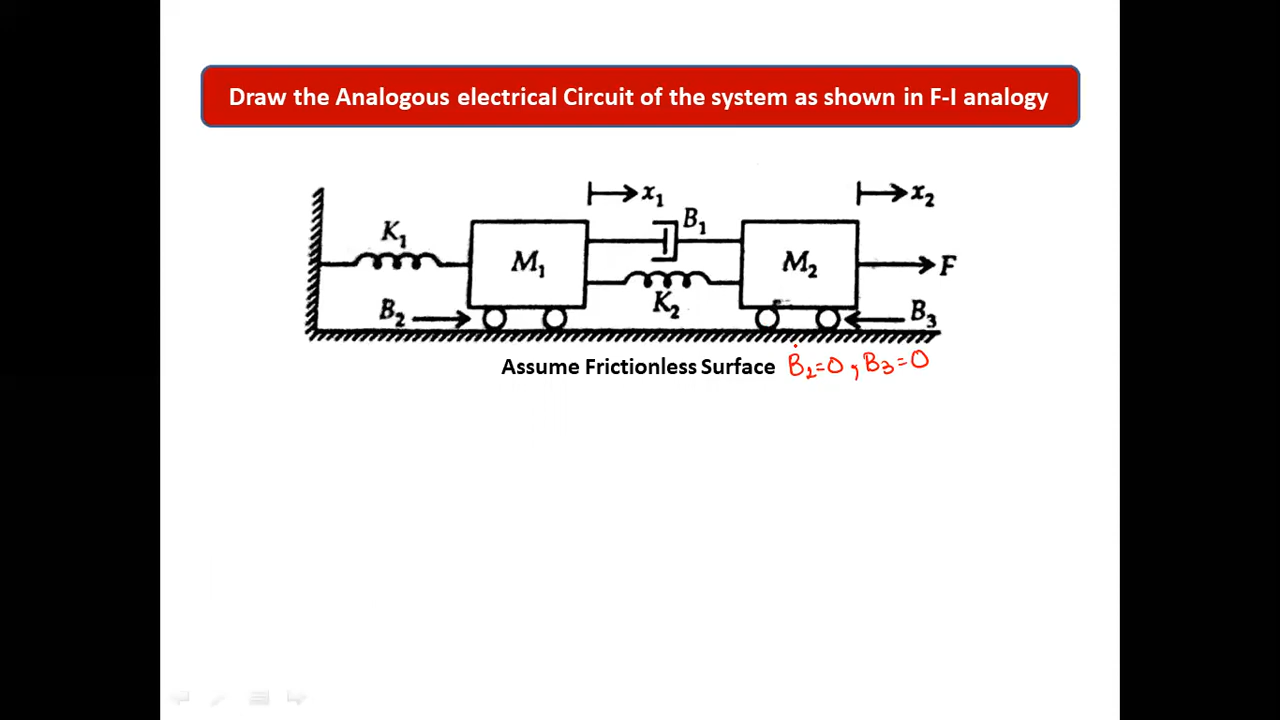 Draw the Analogous electrical Circuit of the system as shown in F-I analogy
x₁ x₂
B₁
K₁ M₁ M₂ F
K₂
B₂ B₃
Assume Frictionless Surface B₂=0, B₃=0